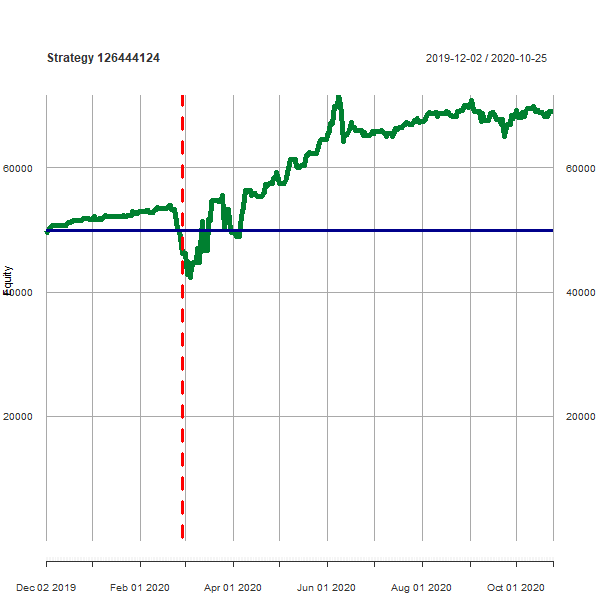 Strategy 126444124
2019-12-02 / 2020-10-25
60000
60000
Equity
40000
40000
20000
20000
Dec 02 2019
Feb 01 2020
Apr 01 2020
Jun 01 2020
Aug 01 2020
Oct 01 2020